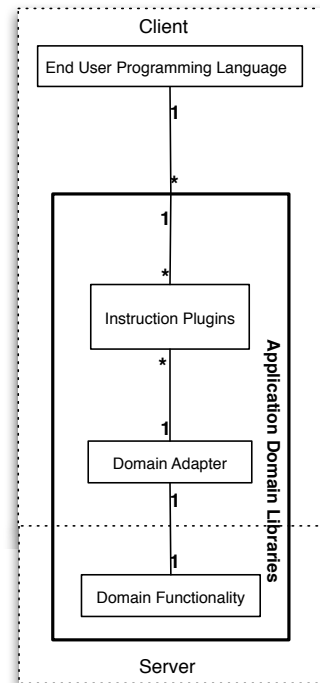 Client
End User Programming Language
1
*
1
*
Instruction Plugins
*
Application Domain Libraries
1
Domain Adapter
1
1
Domain Functionality
Server